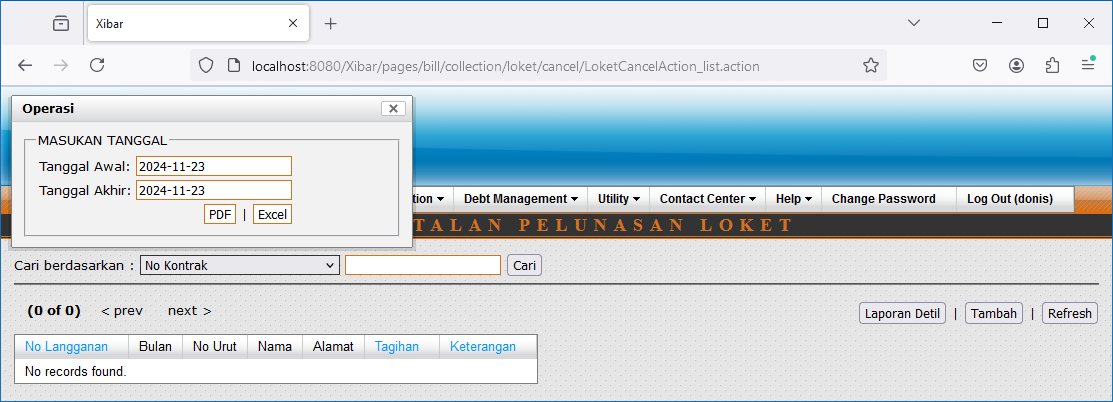 Xibar
localhost:8080/Xibar/pages/bill/collection/loket/cancel/LoketCancelAction_list.action
Operasi
MASUKAN TANGGAL
Tanggal Awal: 2024-11-23
Tanggal Akhir: 2024-11-23
PDF | Excel
tion Debt Management Utility Contact Center Help Change Password Log Out (donis)
TALAN PELUNASAN LOKET
Cari berdasarkan : No Kontrak Cari
(0 of 0) < prev next > Laporan Detil | Tambah | Refresh
No Langganan Bulan No Urut Nama Alamat Tagihan Keterangan
No records found.